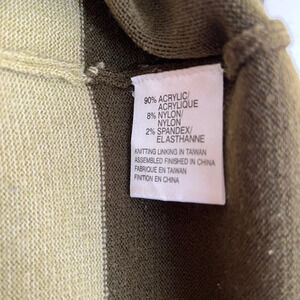 90% ACRYLIC/
ACRYLIQUE
8% NYLON/
NYLON
2% SPANDEX/
ELASTHANNE
KNITTING LINKING IN TAIWAN
ASSEMBLED FINISHED IN CHINA
FABRIQUE EN TAIWAN
FINITION EN CHINA